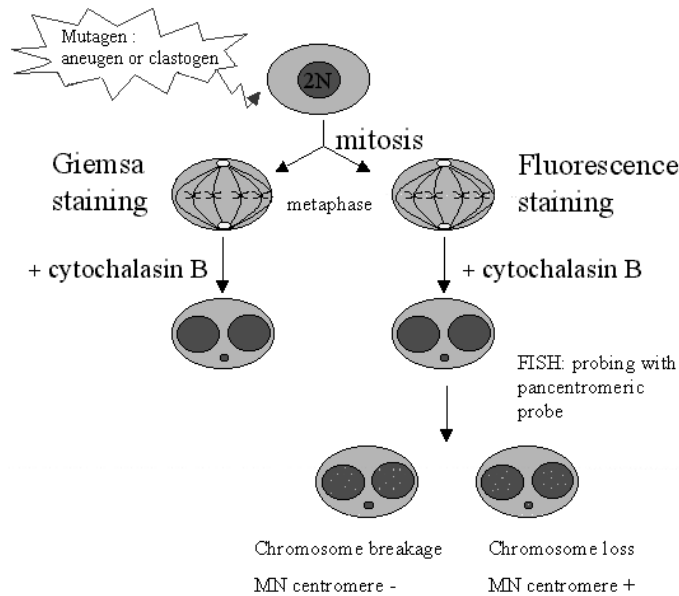 Mutagen :
aneugen or clastogen
2N
mitosis
Giemsa
staining
Fluorescence
staining
metaphase
+ cytochalasin B
+ cytochalasin B
FISH: probing with
pancentromeric
probe
Chromosome breakage
MN centromere -
Chromosome loss
MN centromere +